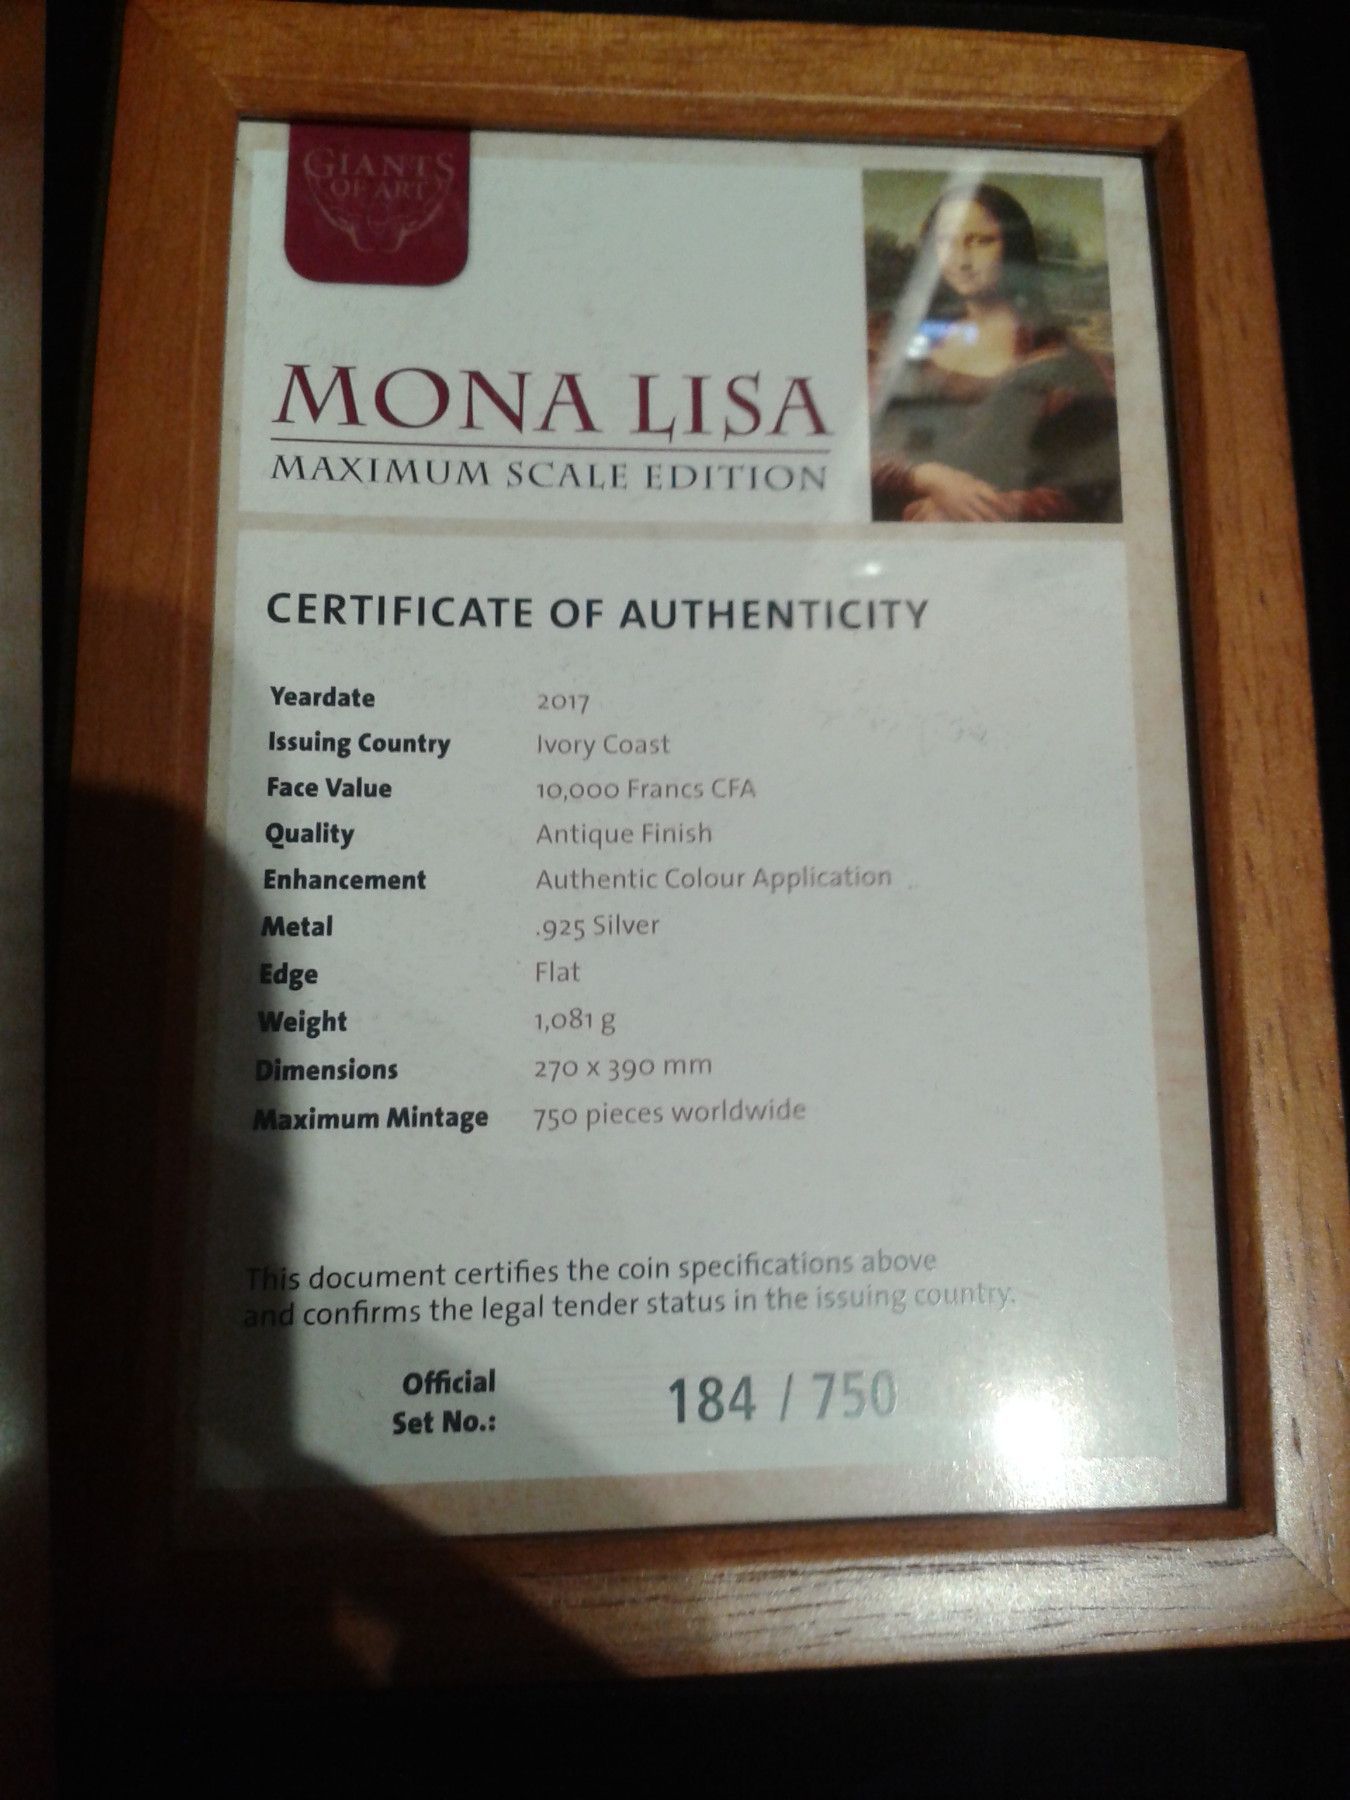 GIANTS
OF ART
MONA LISA
MAXIMUM SCALE EDITION
CERTIFICATE OF AUTHENTICITY
Yeardate 2017
Issuing Country Ivory Coast
Face Value 10,000 Francs CFA
Quality Antique Finish
Enhancement Authentic Colour Application
Metal .925 Silver
Edge Flat
Weight 1,081 g
Dimensions 270 x 390 mm
Maximum Mintage 750 pieces worldwide
This document certifies the coin specifications above
and confirms the legal tender status in the issuing country.
Official
Set No.: 184 / 750